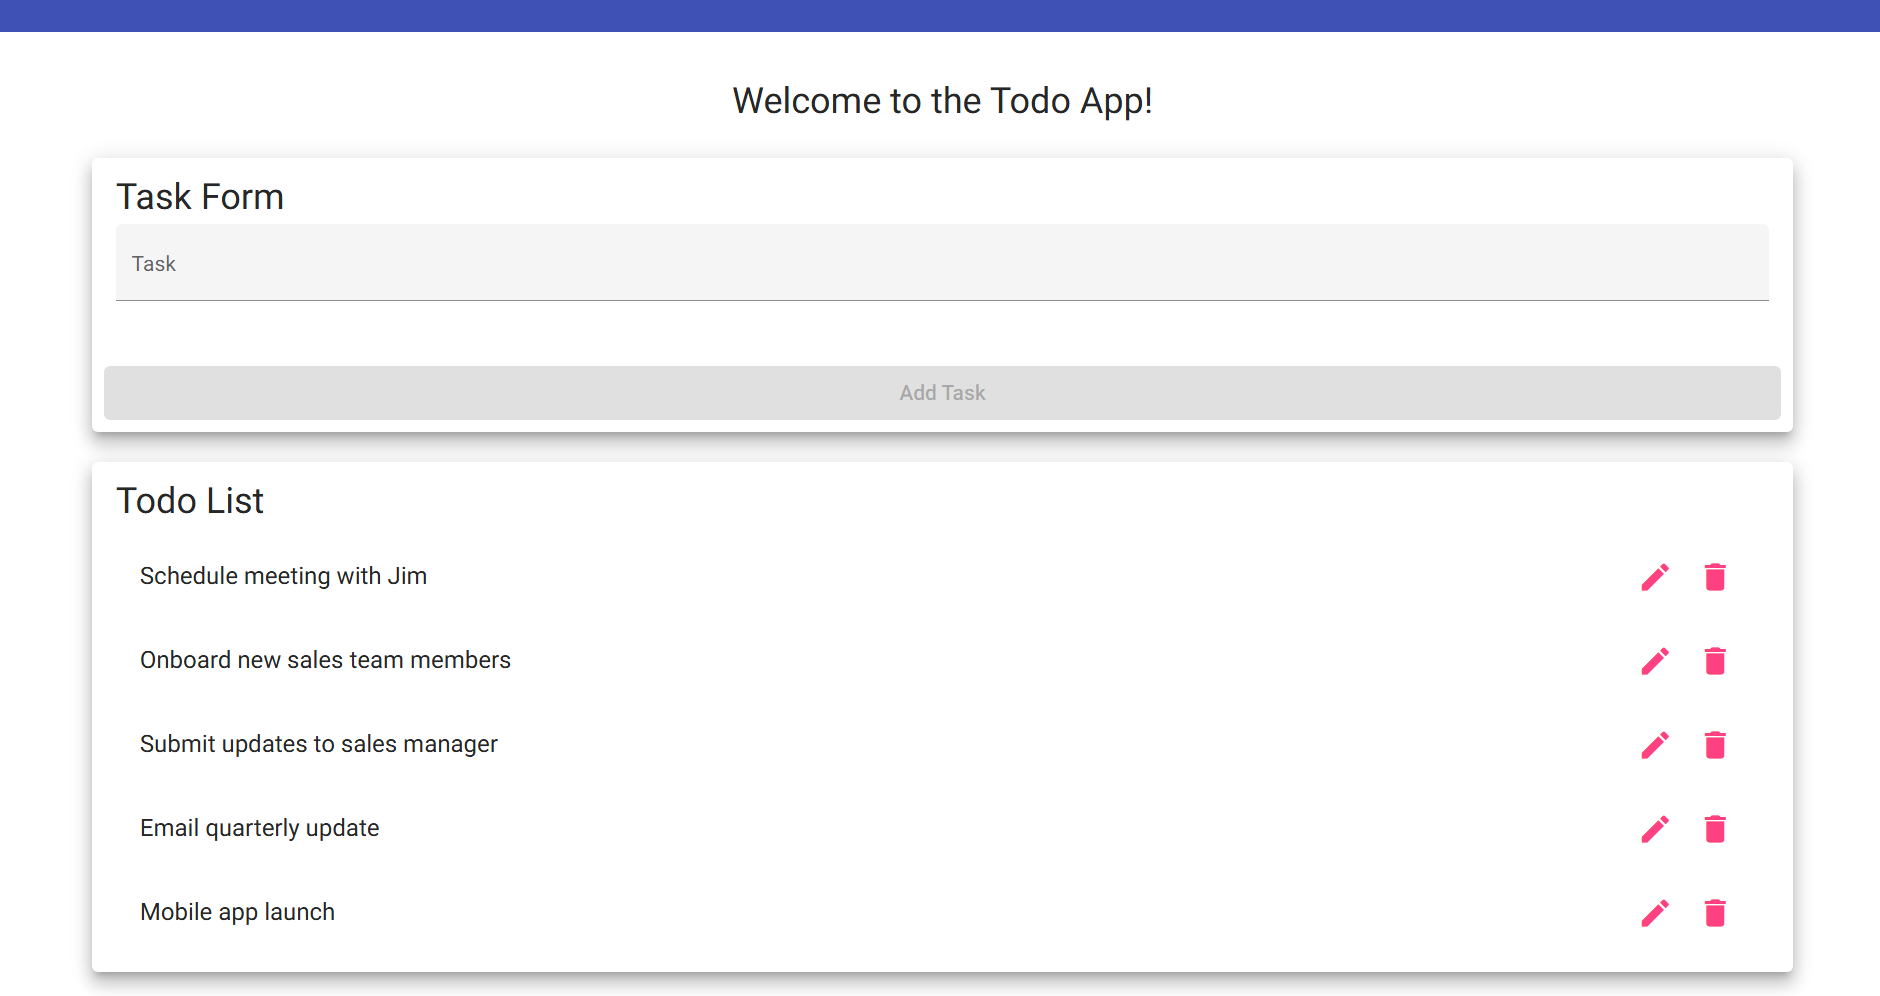 Welcome to the Todo App!
Task Form
Task
Add Task
Todo List
Schedule meeting with Jim
Onboard new sales team members
Submit updates to sales manager
Email quarterly update
Mobile app launch